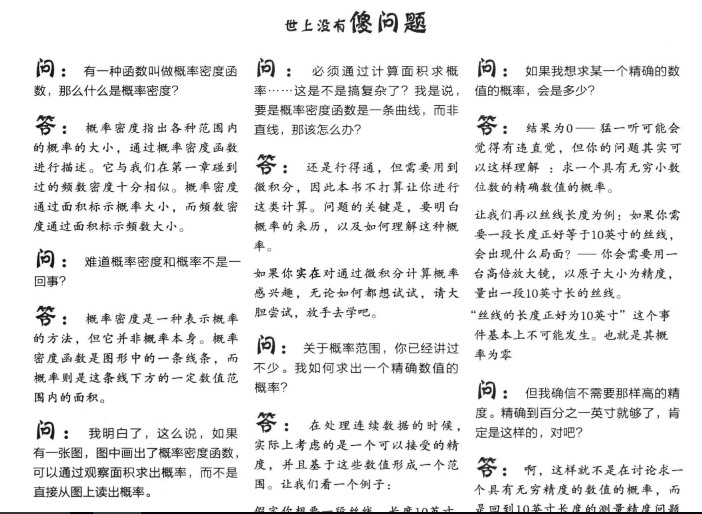 世上没有傻问题
问： 有一种函数叫做概率密度函
数，那么什么是概率密度？
答： 概率密度指出各种范围内
的概率的大小，通过概率密度函数
进行描述。它与我们在第一章碰到
过的频数密度十分相似。概率密度
通过面积标示概率大小，而频数密
度通过面积标示频数大小。
问： 难道概率密度和概率不是一
回事？
答： 概率密度是一种表示概率
的方法，但它并非概率本身。概率
密度函数是图形中的一条线条，而
概率则是这条线下方的一定数值范
围内的面积。
问： 我明白了，这么说，如果
有一张图，图中画出了概率密度函数，
可以通过观察面积求出概率，而不是
直接从图上读出概率。
问： 必须通过计算面积求概
率……这是不是搞复杂了？我是说，
要是概率密度函数是一条曲线，而非
直线，那该怎么办？
答： 还是行得通，但需要用到
微积分，因此本书不打算让你进行
这类计算。问题的关键是，要明白
概率的来历，以及如何理解这种概
率。
如果你实在对通过微积分计算概率
感兴趣，无论如何都想试试，请大
胆尝试，放手去学吧。
问： 关于概率范围，你已经讲过
不少。我如何求出一个精确数值的
概率？
答： 在处理连续数据的时候，
实际上考虑的是一个可以接受的精
度，并且基于这些数值形成一个范
围。让我们看一个例子：
假定你想要一段丝线，长度10英寸
问： 如果我想求某一个精确的数
值的概率，会是多少？
答： 结果为0——猛一听可能会
觉得有违直觉，但你的问题其实可
以这样理解 ：求一个具有无穷小数
位数的精确数值的概率。
让我们再以丝线长度为例：如果你需
要一段长度正好等于10英寸的丝线，
会出现什么局面？——你会需要用一
台高倍放大镜，以原子大小为精度，
量出一段10英寸长的丝线。
“丝线的长度正好为10英寸”这个事
件基本上不可能发生。也就是其概
率为零
问： 但我确信不需要那样高的精
度。精确到百分之一英寸就够了，肯
定是这样的，对吧？
答： 啊，这样就不是在讨论求一
个具有无穷精度的数值的概率，而
是回到10英寸长度的测量精度问题